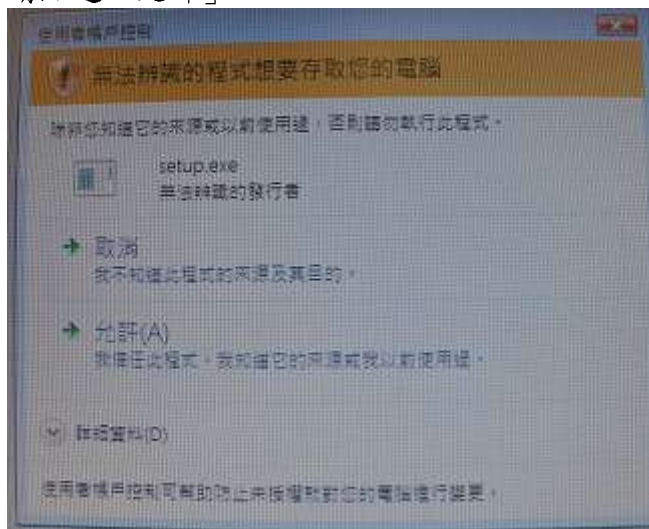 使用者帳戶控制
無法辨識的程式想要存取您的電腦
除非您知道它的來源或以前使用過，否則請勿執行此程式。
setup.exe
無法辨識的發行者
取消
我不知道此程式的來源及其目的。
允許(A)
我信任此程式。我知道它的來源或我以前使用過。
詳細資料(D)
使用者帳戶控制可幫助防止未授權就對您的電腦進行變更。